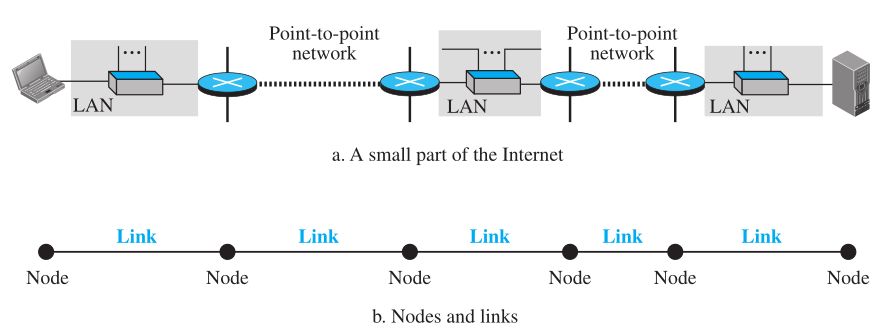 Point-to-point
network
Point-to-point
network
...
...
...
LAN
LAN
LAN
a. A small part of the Internet
Link Link Link Link Link
Node Node Node Node Node Node
b. Nodes and links